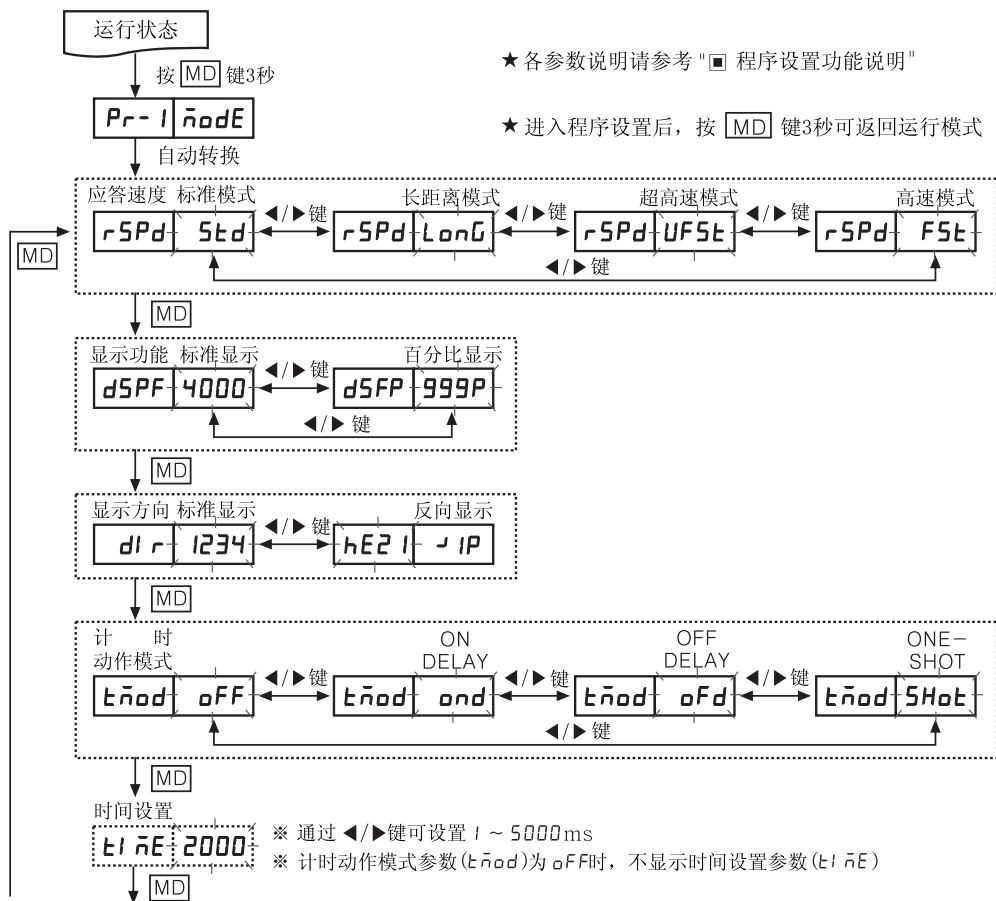 运行状态
按 MD 键3秒
★ 各参数说明请参考 "▣ 程序设置功能说明"
Pr-1 modE
★ 进入程序设置后，按 MD 键3秒可返回运行模式
自动转换
应答速度 标准模式 长距离模式 超高速模式 高速模式
rSPd Std ◀/▶键 rSPd LonG ◀/▶键 rSPd UFSt ◀/▶键 rSPd FSt
MD
◀/▶ 键
MD
显示功能 标准显示 百分比显示
dSPF 4000 ◀/▶ 键 dSFP 999P
◀/▶ 键
MD
显示方向 标准显示 反向显示
dIr 1234 ◀/▶ 键 hE21 ┘IP
MD
计 时
动作模式
ON
DELAY
OFF
DELAY
ONE-
SHOT
tmod oFF ◀/▶键 tmod ond ◀/▶键 tmod oFd ◀/▶键 tmod SHot
◀/▶ 键
MD
时间设置
tImE 2000
※ 通过 ◀/▶键可设置 1 ~ 5000ms
※ 计时动作模式参数(tmod)为 oFF时，不显示时间设置参数(tImE)
MD